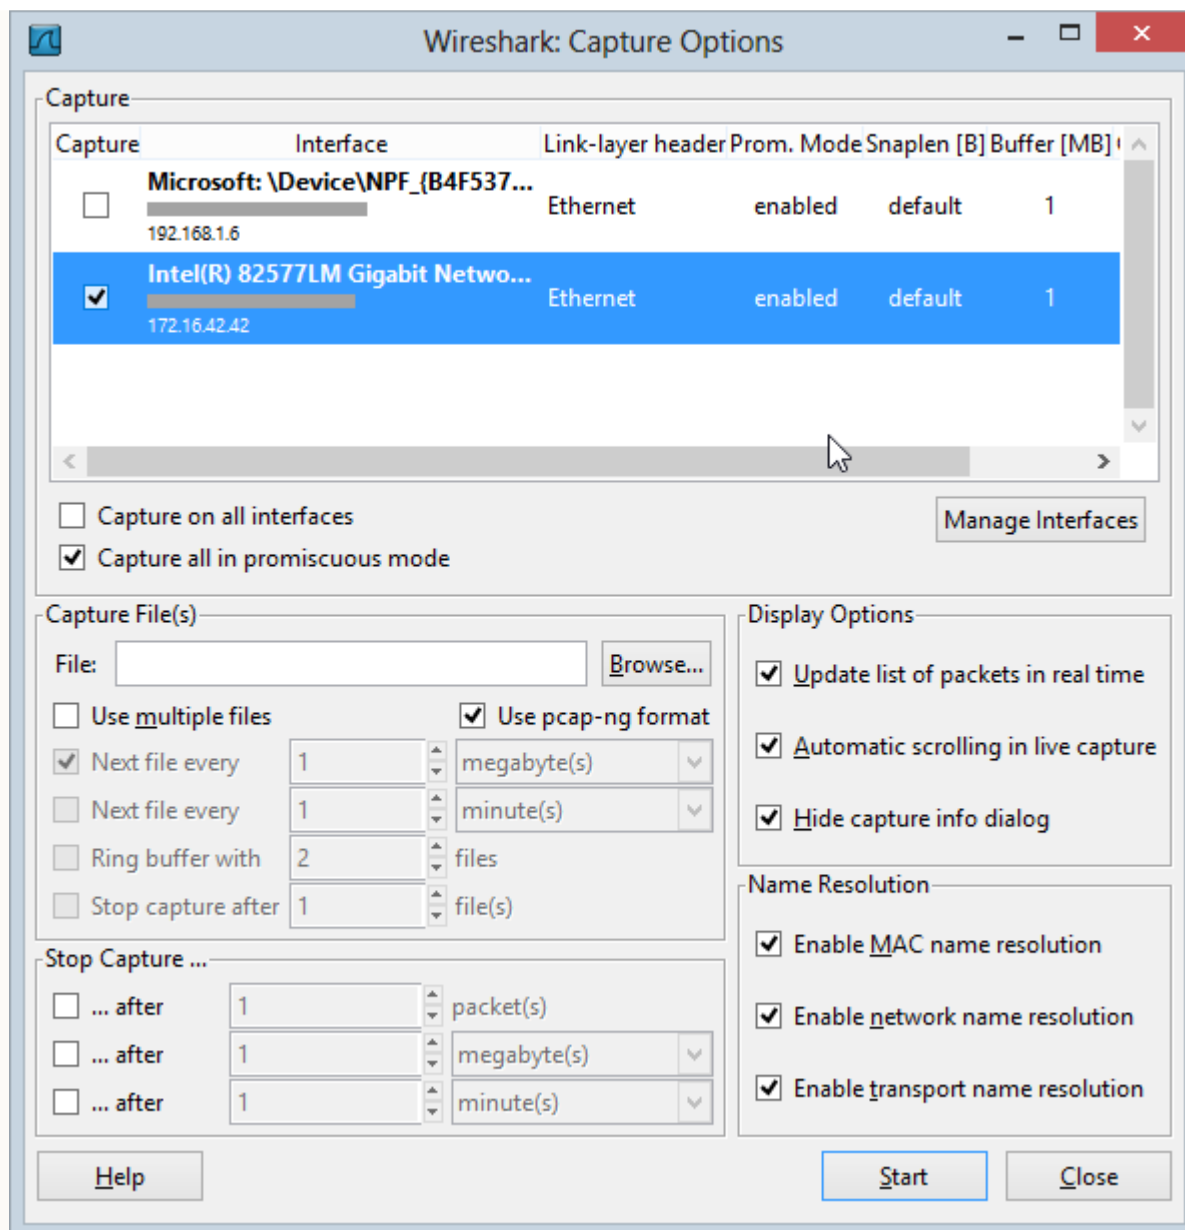 Wireshark: Capture Options
Capture
Capture Interface Link-layer header Prom. Mode Snaplen [B] Buffer [MB]
Microsoft: \Device\NPF_{B4F537...
Ethernet enabled default 1
192.168.1.6
Intel(R) 82577LM Gigabit Netwo...
Ethernet enabled default 1
172.16.42.42
Capture on all interfaces
Manage Interfaces
Capture all in promiscuous mode
Capture File(s)
File: Browse...
Use multiple files Use pcap-ng format
Next file every 1 megabyte(s)
Next file every 1 minute(s)
Ring buffer with 2 files
Stop capture after 1 file(s)
Stop Capture ...
... after 1 packet(s)
... after 1 megabyte(s)
... after 1 minute(s)
Display Options
Update list of packets in real time
Automatic scrolling in live capture
Hide capture info dialog
Name Resolution
Enable MAC name resolution
Enable network name resolution
Enable transport name resolution
Help Start Close